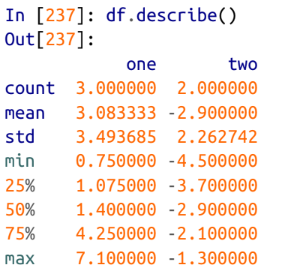 In [237]: df.describe()
Out[237]:
            one       two
count  3.000000  2.000000
mean   3.083333 -2.900000
std    3.493685  2.262742
min    0.750000 -4.500000
25%    1.075000 -3.700000
50%    1.400000 -2.900000
75%    4.250000 -2.100000
max    7.100000 -1.300000